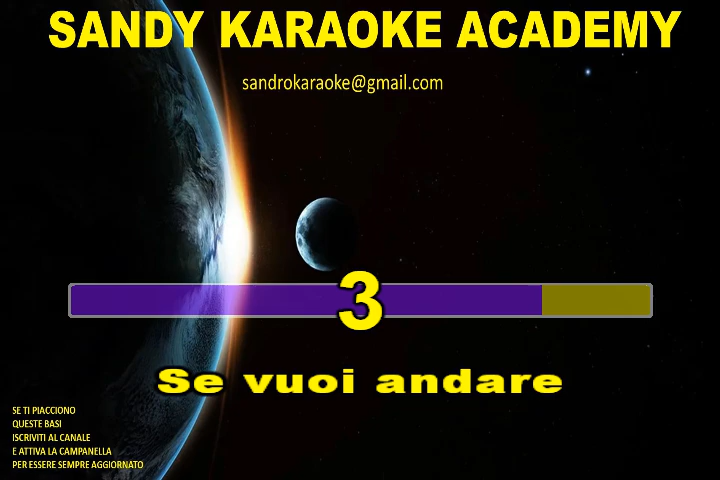 SANDY KARAOKE ACADEMY
sandrokaraoke@gmail.com
3
Se vuoi andare
SE TI PIACCIONO
QUESTE BASI
ISCRIVITI AL CANALE
E ATTIVA LA CAMPANELLA
PER ESSERE SEMPRE AGGIORNATO